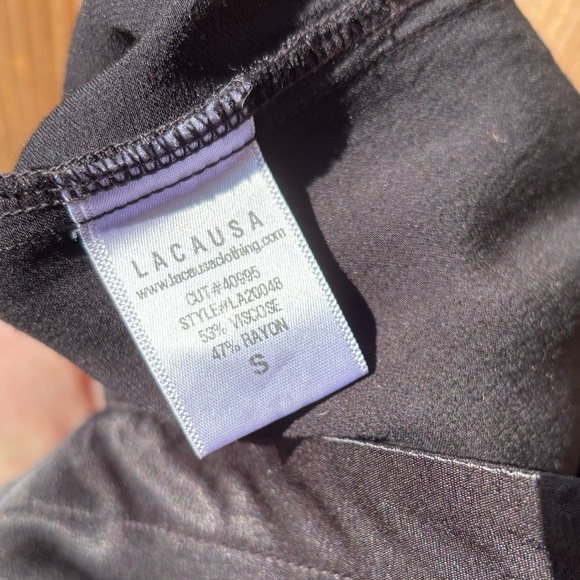 LACAUSA
www.lacausaclothing.com
CUT#40995
STYLE#LA20048
53% VISCOSE
47% RAYON
S